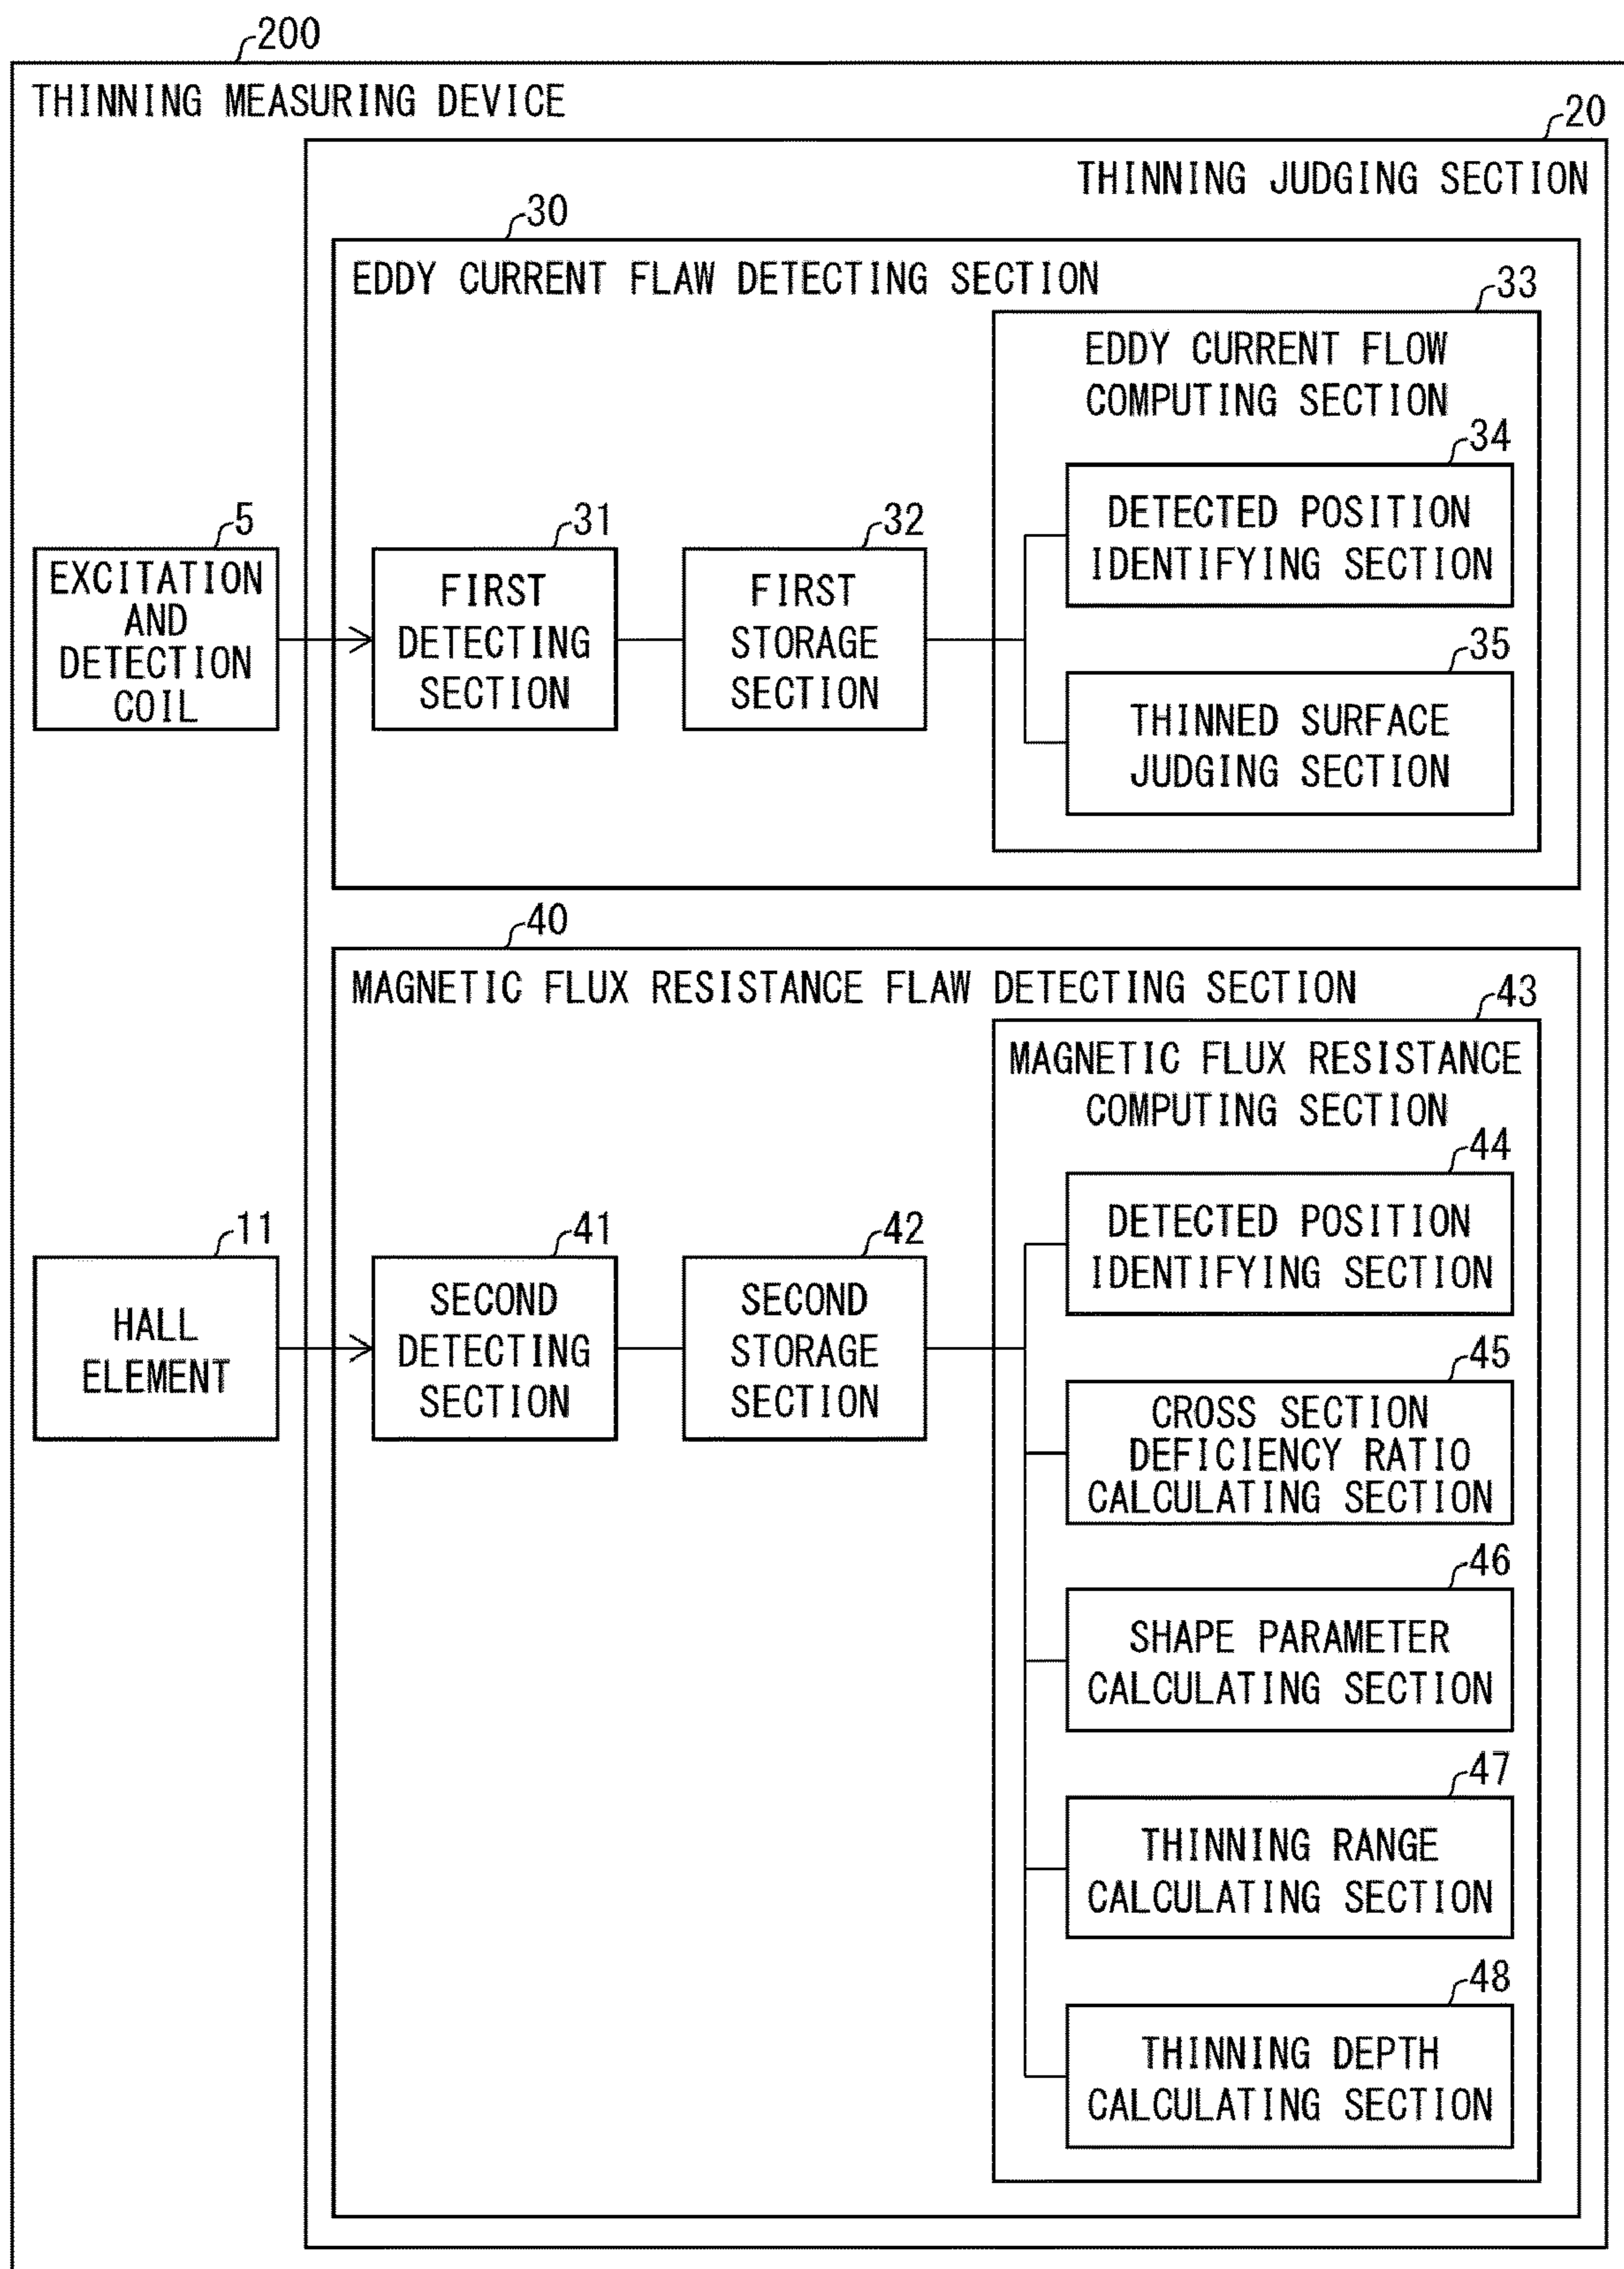 200
THINNING MEASURING DEVICE
20
THINNING JUDGING SECTION
30
EDDY CURRENT FLAW DETECTING SECTION
33
EDDY CURRENT FLOW
COMPUTING SECTION
34
DETECTED POSITION
IDENTIFYING SECTION
5
EXCITATION
AND
DETECTION
COIL
31
FIRST
DETECTING
SECTION
32
FIRST
STORAGE
SECTION
35
THINNED SURFACE
JUDGING SECTION
40
MAGNETIC FLUX RESISTANCE FLAW DETECTING SECTION
43
MAGNETIC FLUX RESISTANCE
COMPUTING SECTION
44
DETECTED POSITION
IDENTIFYING SECTION
11
HALL
ELEMENT
41
SECOND
DETECTING
SECTION
42
SECOND
STORAGE
SECTION
45
CROSS SECTION
DEFICIENCY RATIO
CALCULATING SECTION
46
SHAPE PARAMETER
CALCULATING SECTION
47
THINNING RANGE
CALCULATING SECTION
48
THINNING DEPTH
CALCULATING SECTION